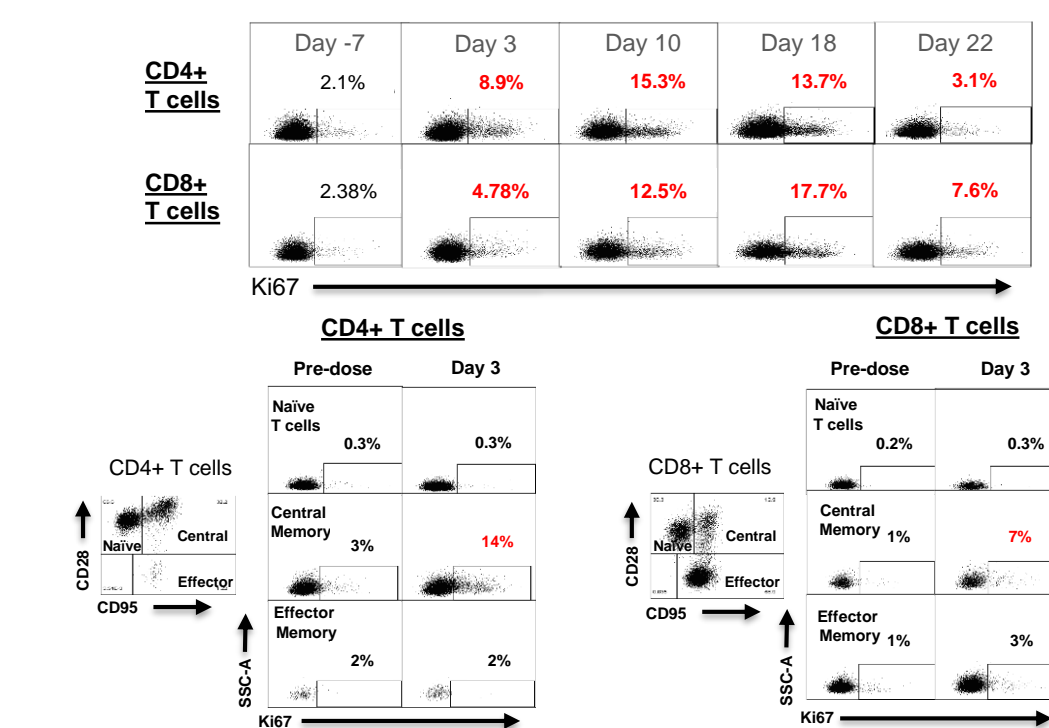 Day -7 Day 3 Day 10 Day 18 Day 22
CD4+
T cells
2.1% 8.9% 15.3% 13.7% 3.1%
CD8+
T cells
2.38% 4.78% 12.5% 17.7% 7.6%
Ki67
CD4+ T cells
Pre-dose Day 3
Naïve
T cells
0.3% 0.3%
CD4+ T cells
Central
Memory
3% 14%
Naïve Central
Effector
CD28
CD95
Effector
Memory
2% 2%
SSC-A
Ki67
CD8+ T cells
Pre-dose Day 3
Naïve
T cells
0.2% 0.3%
CD8+ T cells
Central
Memory 1% 7%
Naïve Central
Effector
CD28
CD95
Effector
Memory 1% 3%
SSC-A
Ki67